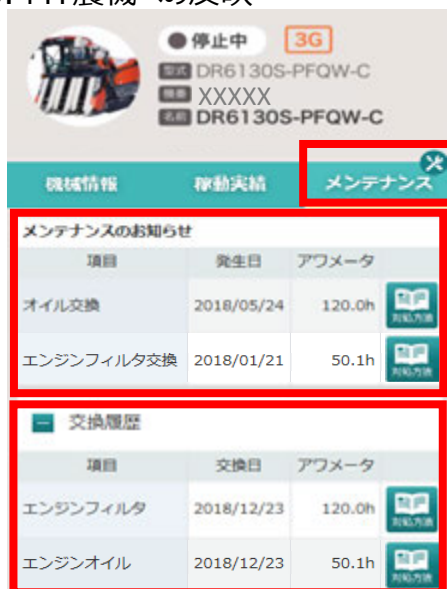 停止中 3G
型式 DR6130S-PFQW-C
機番 XXXXX
名前 DR6130S-PFQW-C
機械情報 稼動実績 メンテナンス
メンテナンスのお知らせ
項目 発生日 アワメータ
オイル交換 2018/05/24 120.0h 対処方法
エンジンフィルタ交換 2018/01/21 50.1h 対処方法
交換履歴
項目 交換日 アワメータ
エンジンフィルタ 2018/12/23 120.0h 対処方法
エンジンオイル 2018/12/23 50.1h 対処方法